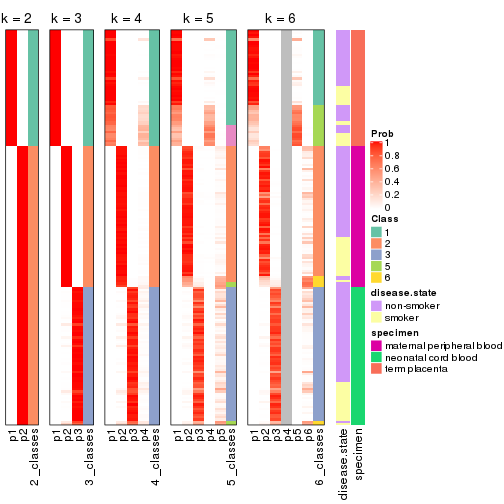 k = 2
k = 3
k = 4
k = 5
k = 6
Prob
1
0.8
0.6
0.4
0.2
0
Class
1
2
3
5
6
disease.state
non-smoker
smoker
specimen
maternal peripheral blood
neonatal cord blood
term placenta
p1
p2
2_classes
p1
p2
p3
3_classes
p1
p2
p3
p4
4_classes
p1
p2
p3
p4
p5
5_classes
p1
p2
p3
p4
p5
p6
6_classes
disease.state
specimen